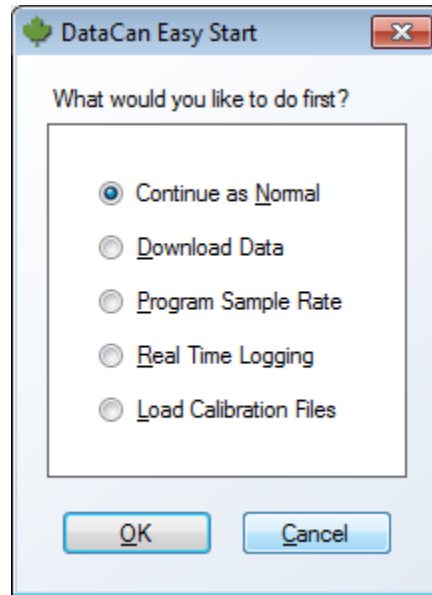 DataCan Easy Start
What would you like to do first?
Continue as Normal
Download Data
Program Sample Rate
Real Time Logging
Load Calibration Files
OK Cancel